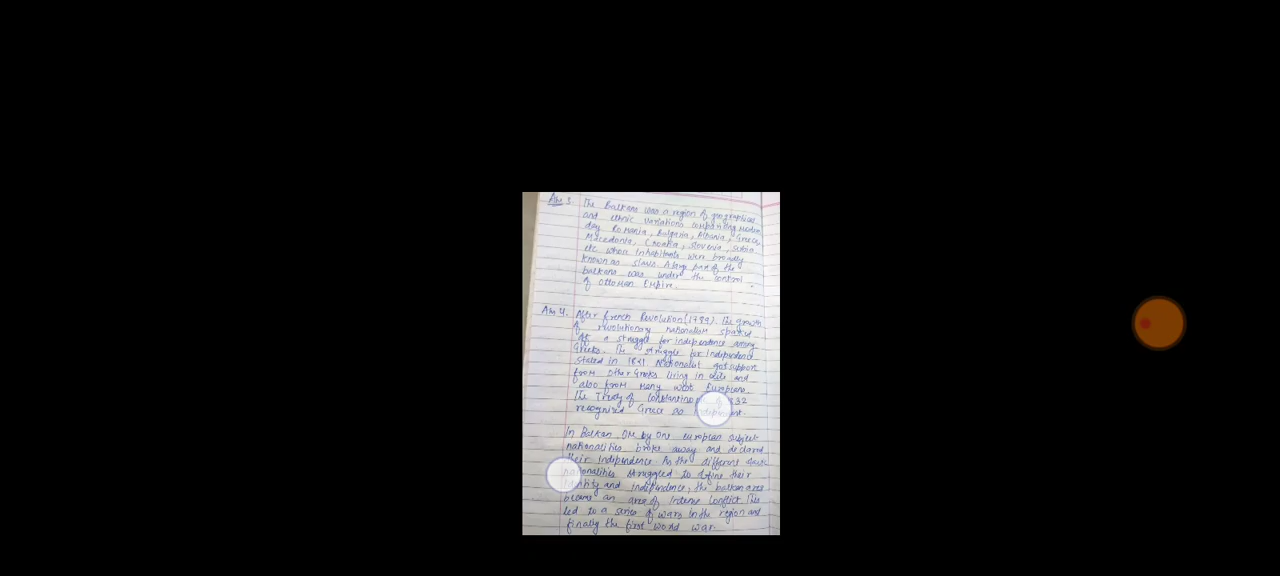 Ans 3 The Balkans was a region of geographical
and ethnic variations comprising modern
day Romania, Bulgaria, Albania, Greece,
Macedonia, Croatia, Slovenia, Serbia
etc whose inhabitants were broadly
known as slavs A large part of the
balkans was under the control
of Ottoman Empire.
Ans 4. After French Revolution (1789). The growth
of revolutionary nationalism sparked
off a struggle for independence among
Greeks. The struggle for independence
stated in 1821 Nationalist got support
from Other Greeks living in and
also from many west Europians.
The Treaty of 832
recognised Grece as
In Balkan, One by One european subject
nationalities broke away and declared
their independence. As the different slavic
nationalities struggled to define their
identity and independence, the balkan area
became an area of Intense Conflict This
led to a series of wars in the region and
finally the first world war.